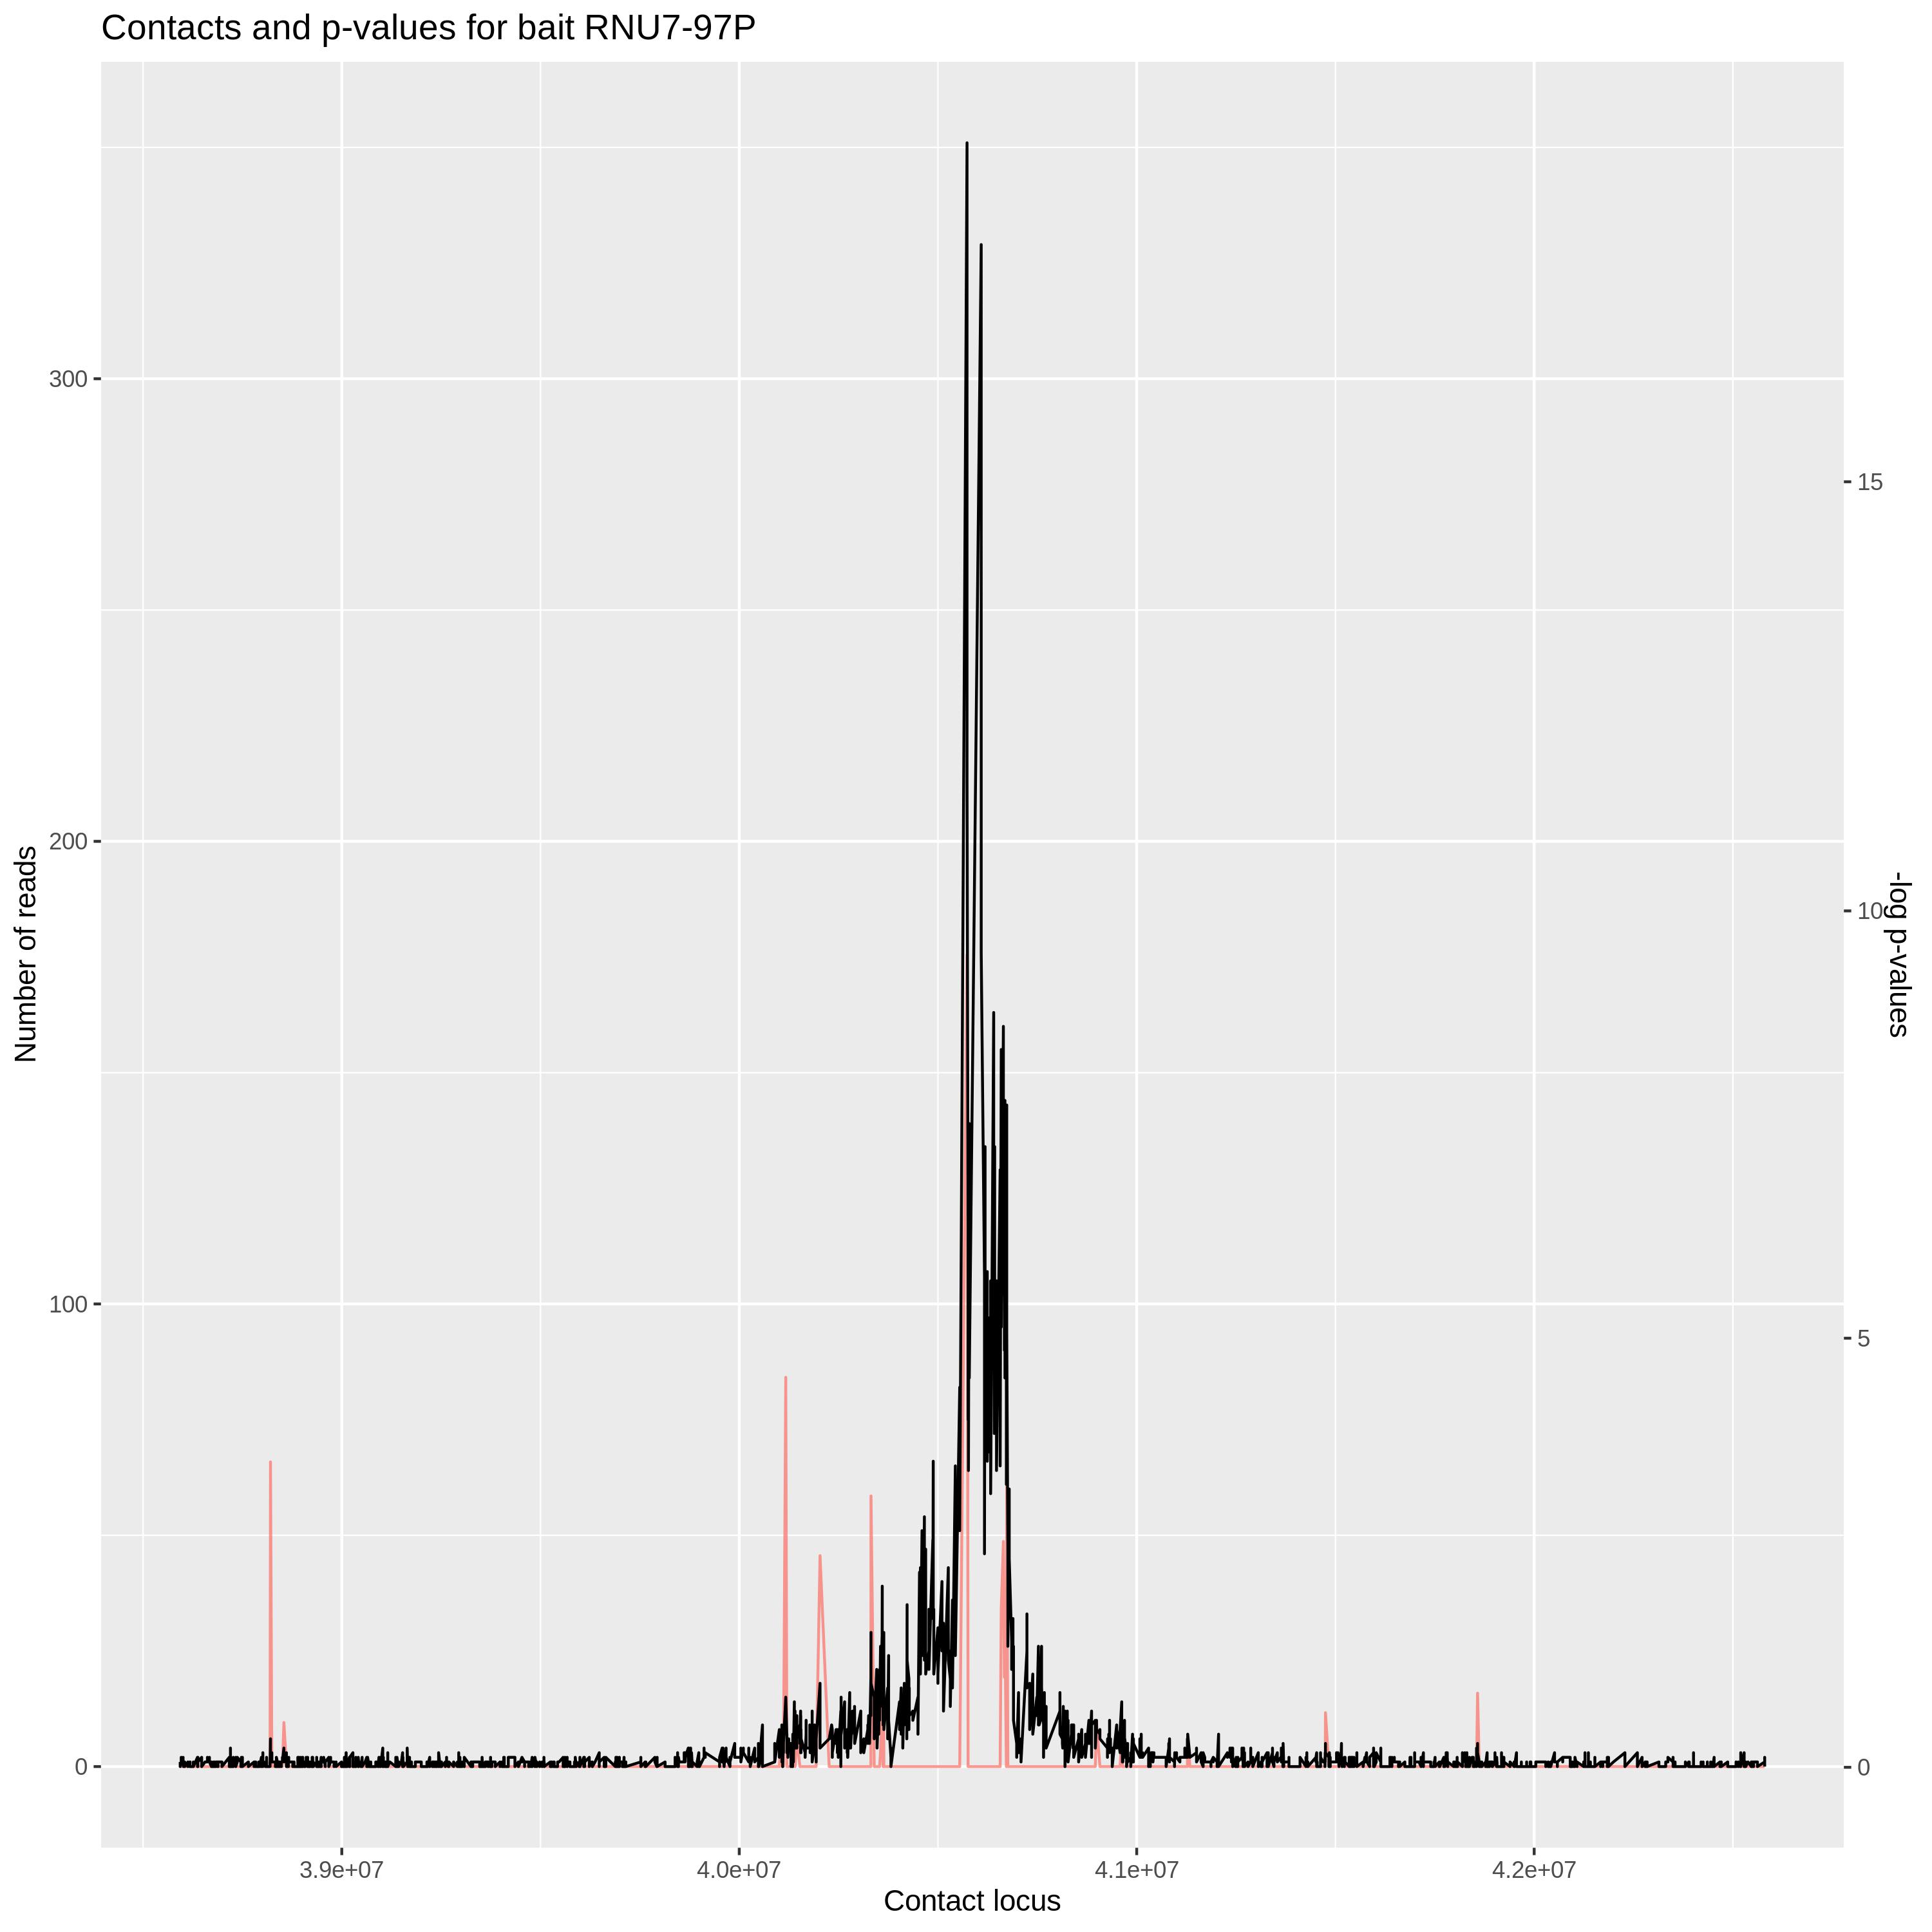 Contacts and p-values for bait RNU7-97P
300
200
100
0
Number of reads
15
10
5
0
-log p-values
3.9e+07 4.0e+07 4.1e+07 4.2e+07
Contact locus